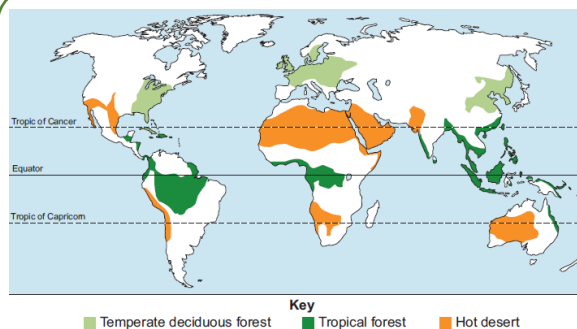 Tropic of Cancer
Equator
Tropic of Capricorn
Key
Temperate deciduous forest
Tropical forest
Hot desert